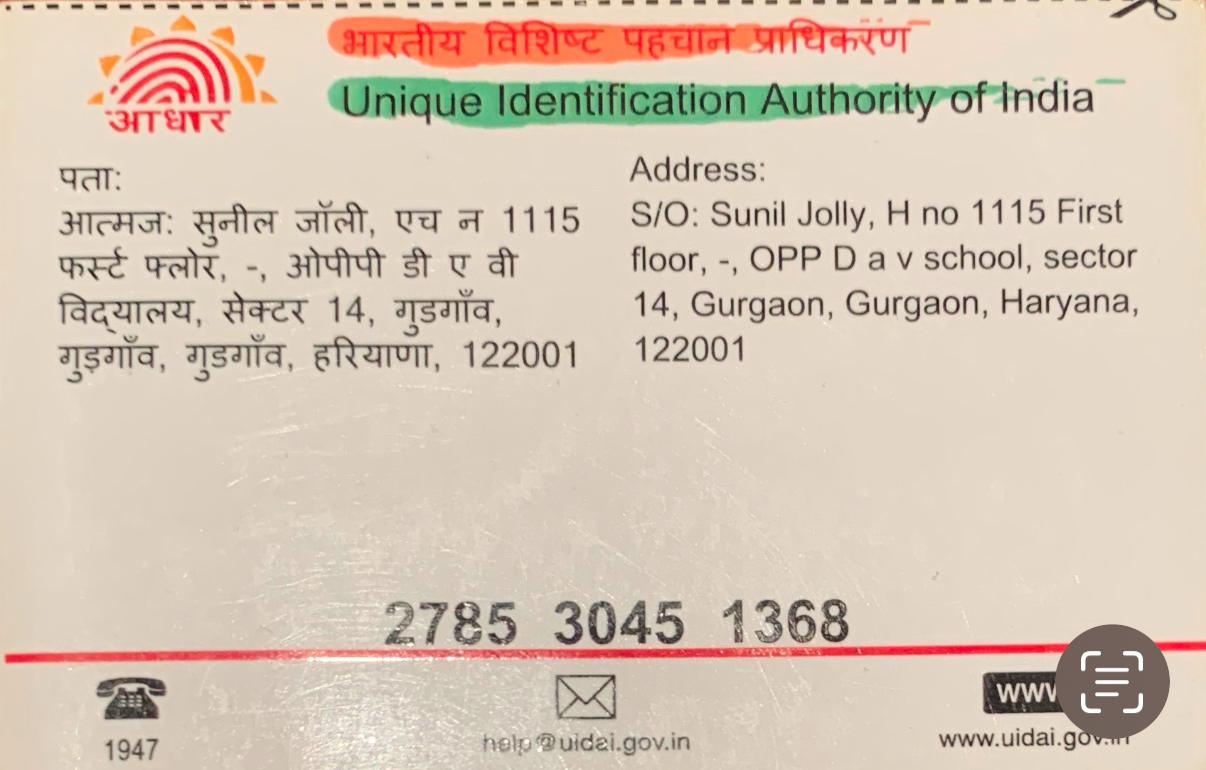 भारतीय विशिष्ट पहचान प्राधिकरण
Unique Identification Authority of India
आधार
पता:
आत्मज: सुनील जॉली, एच न 1115
फर्स्ट फ्लोर, -, ओपीपी डी ए वी
विद्यालय, सेक्टर 14, गुडगाँव,
गुड़गाँव, गुडगाँव, हरियाणा, 122001
Address:
S/O: Sunil Jolly, H no 1115 First
floor, -, OPP D a v school, sector
14, Gurgaon, Gurgaon, Haryana,
122001
2785 3045 1368
1947
help@uidai.gov.in
www.uidai.gov.in